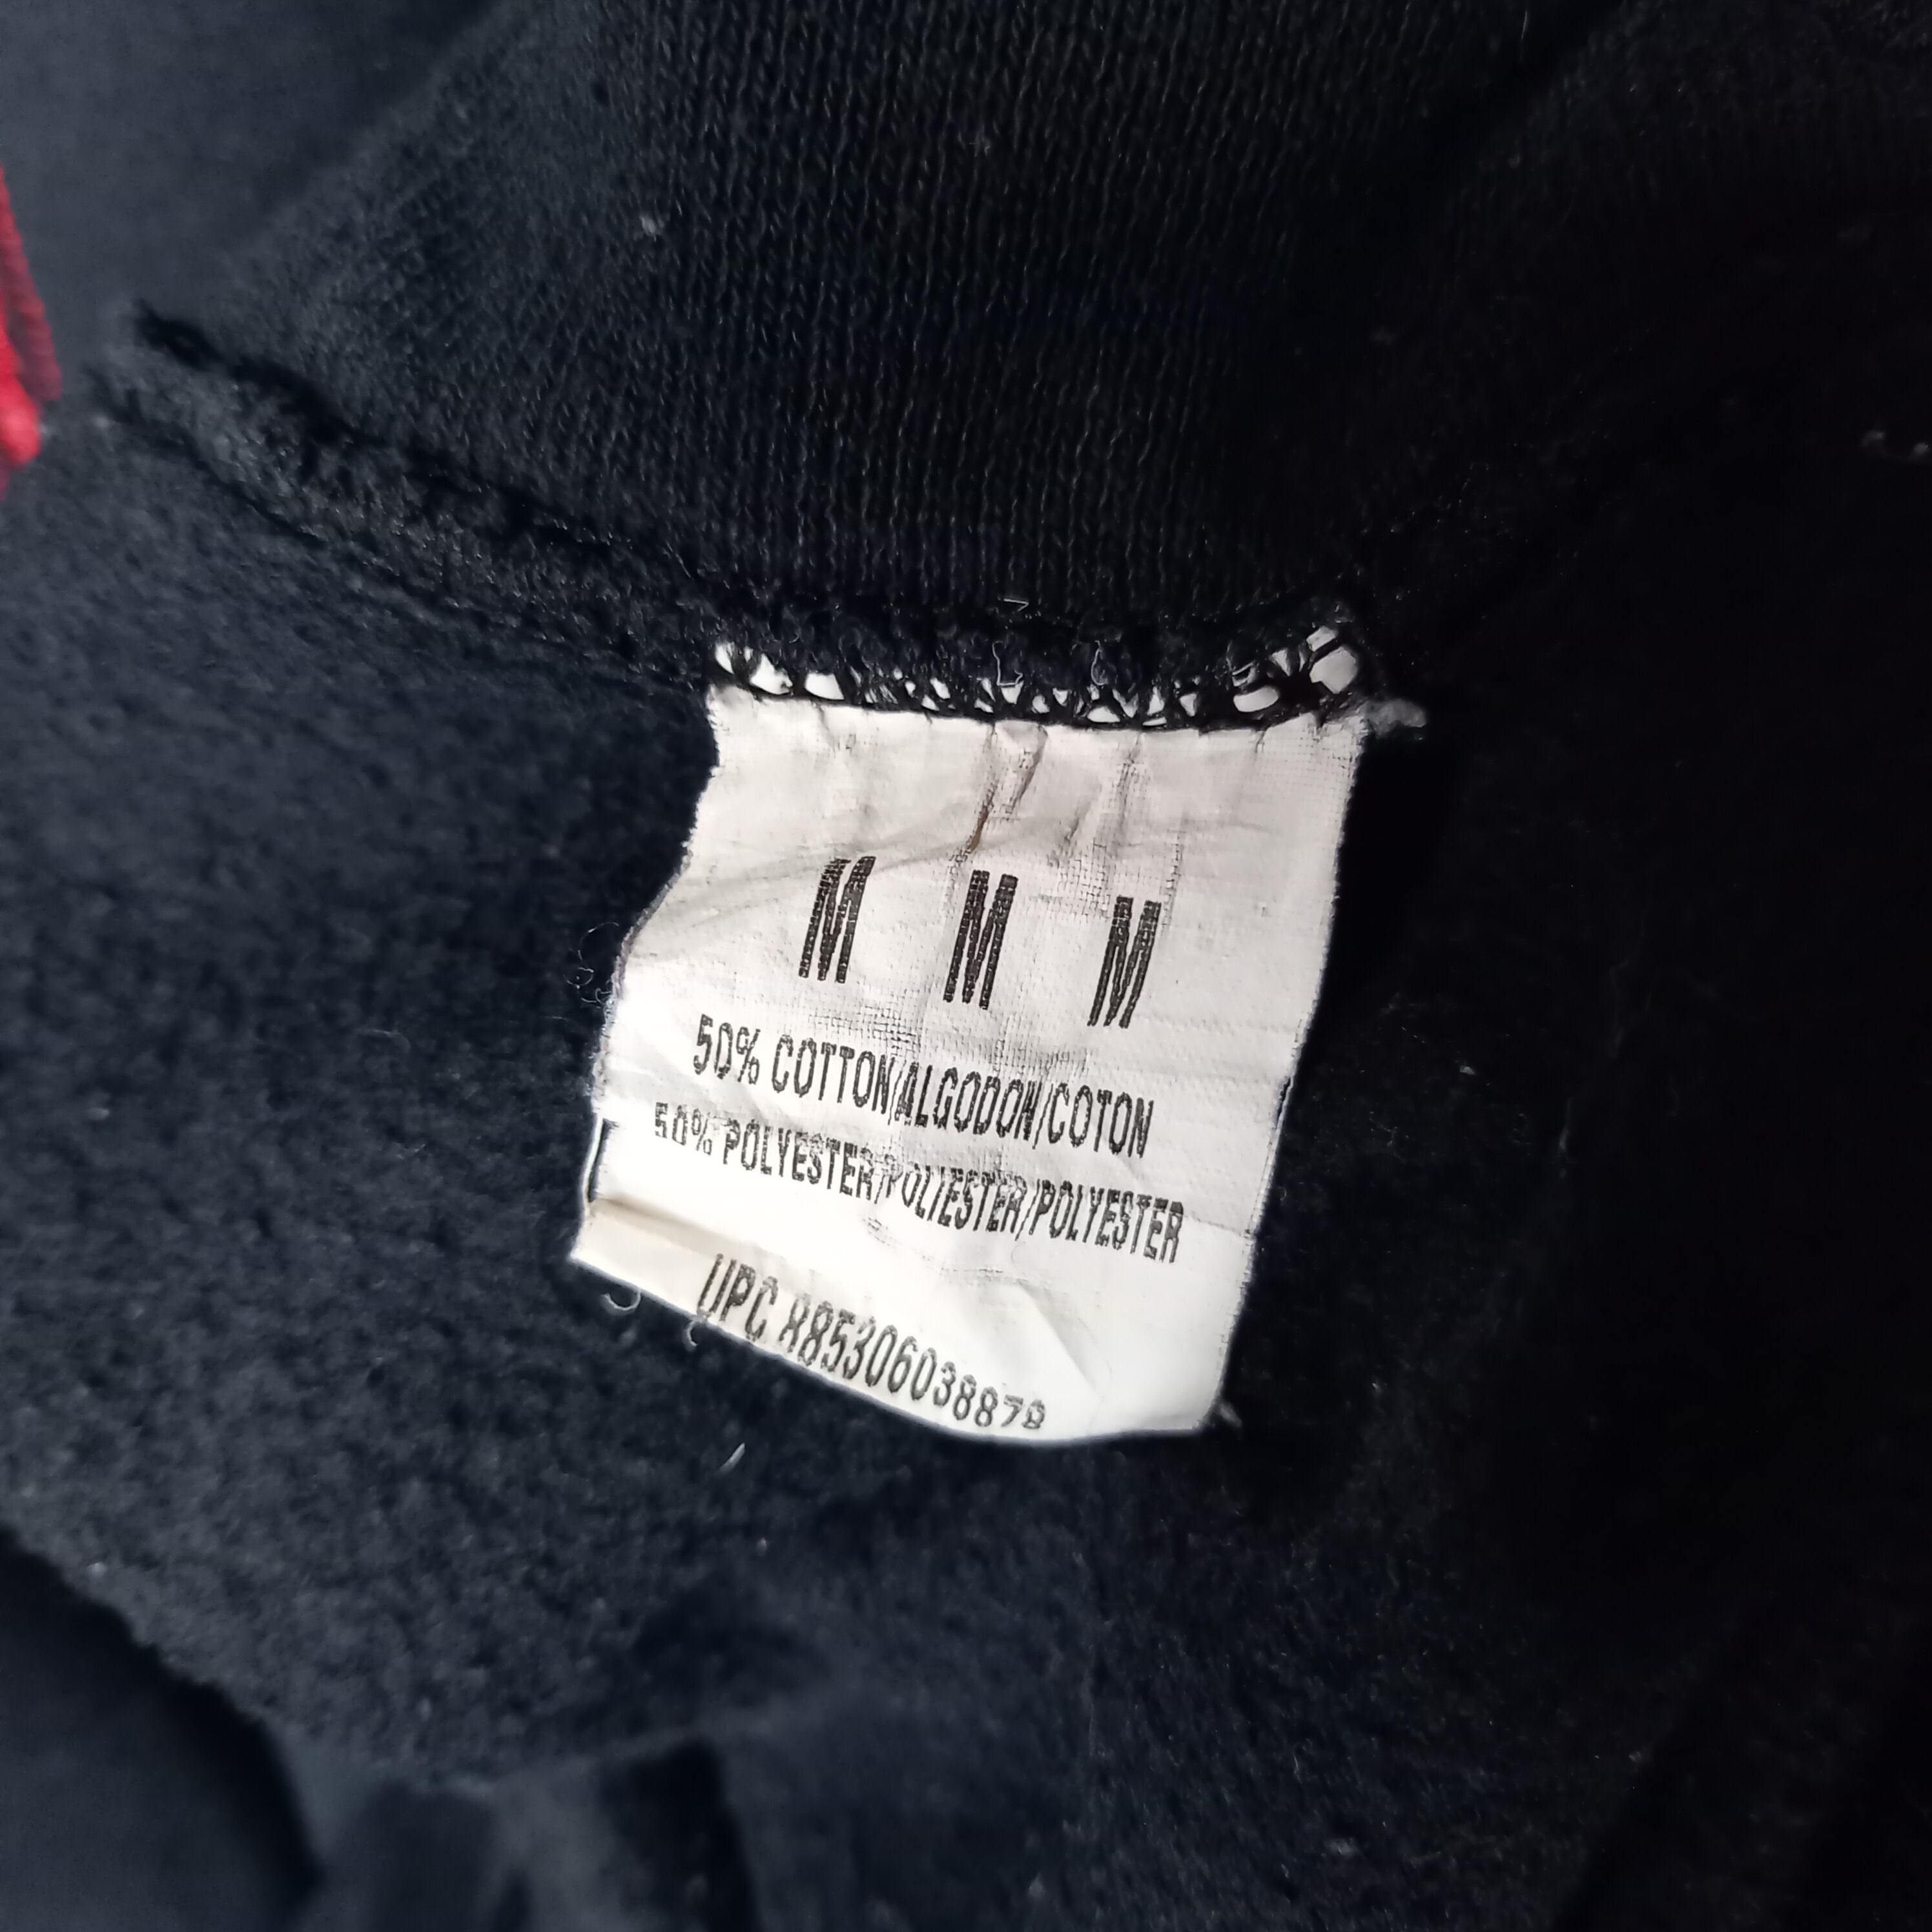 M M M
50% COTTON/ALGODON/COTON
50% POLYESTER/POLIESTER/POLYESTER
UPC 885306038878